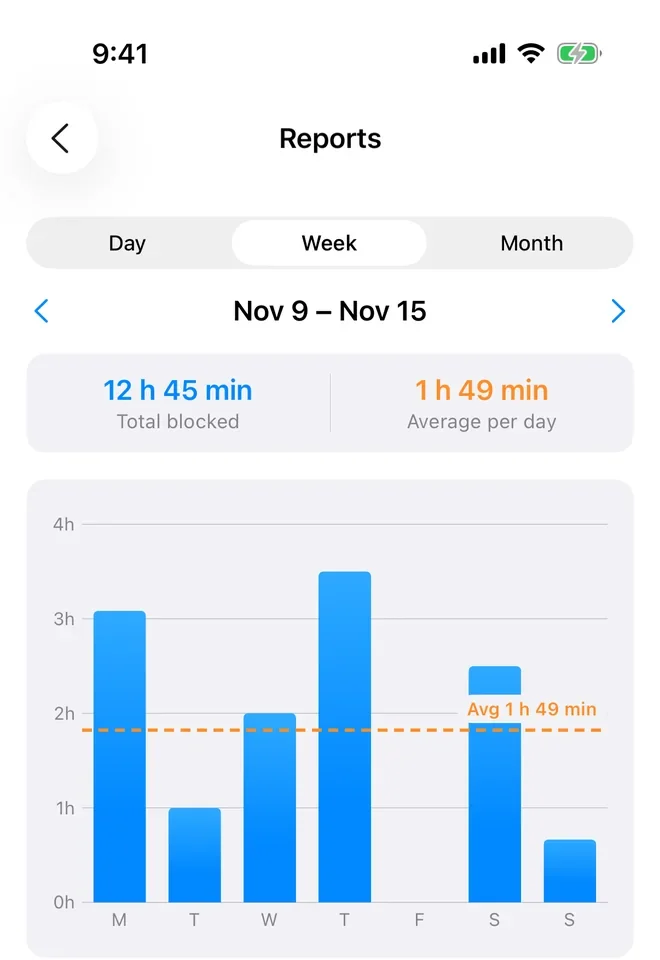 9:41
Reports
Day Week Month
Nov 9 – Nov 15
12 h 45 min 1 h 49 min
Total blocked Average per day
4h
3h
2h
Avg 1 h 49 min
1h
0h
M T W T F S S